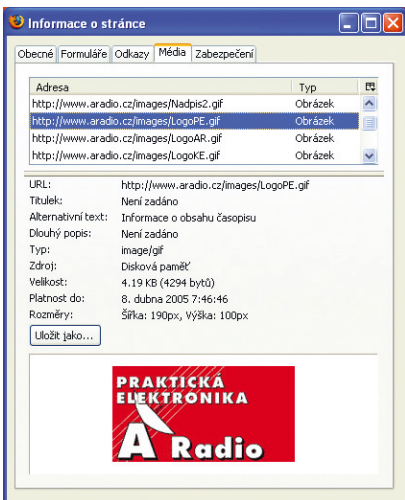 Informace o stránce
Obecné Formuláře Odkazy Média Zabezpečení
Adresa Typ
http://www.aradio.cz/images/Nadpis2.gif Obrázek
http://www.aradio.cz/images/LogoPE.gif Obrázek
http://www.aradio.cz/images/LogoAR.gif Obrázek
http://www.aradio.cz/images/LogoKE.gif Obrázek
URL: http://www.aradio.cz/images/LogoPE.gif
Titulek: Není zadáno
Alternativní text: Informace o obsahu časopisu
Dlouhý popis: Není zadáno
Typ: image/gif
Zdroj: Disková paměť
Velikost: 4.19 KB (4294 bytů)
Platnost do: 8. dubna 2005 7:46:46
Rozměry: Šířka: 190px, Výška: 100px
Uložit jako...
PRAKTICKÁ
ELEKTRONIKA
A Radio